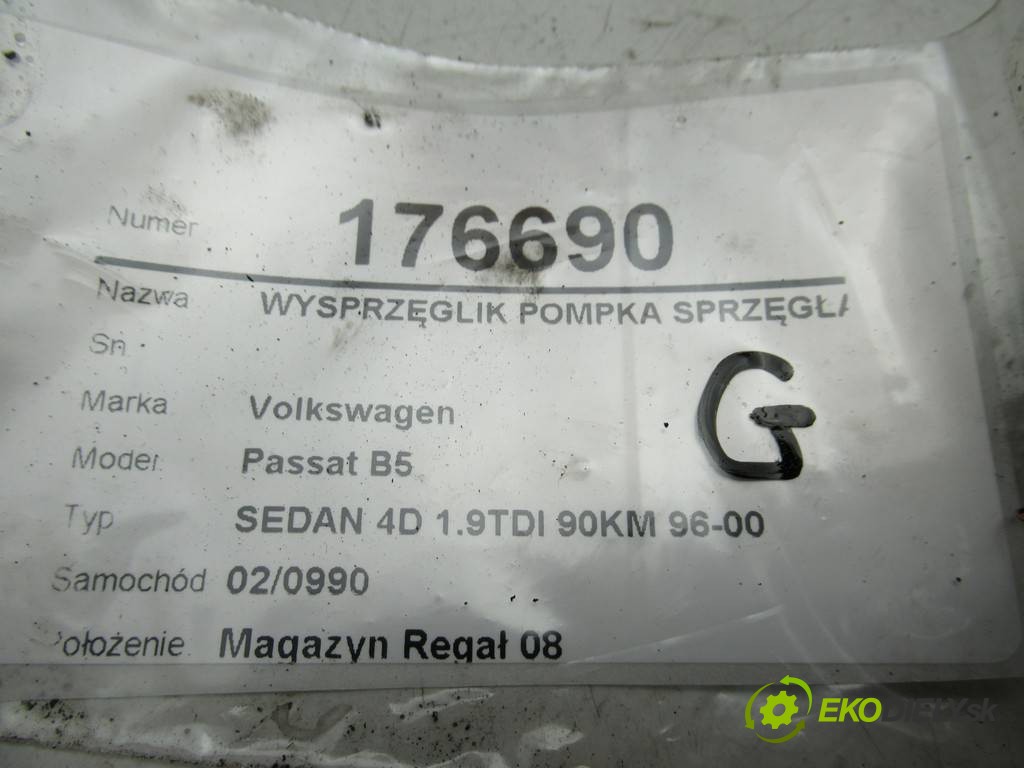 Numer 176690
Nazwa WYSPRZĘGLIK POMPKA SPRZĘGŁA
Sn
Marka Volkswagen
Model Passat B5
Typ SEDAN 4D 1.9TDI 90KM 96-00
Samochód 02/0990
Położenie Magazyn Regał 08
G
EKODIELY.sk